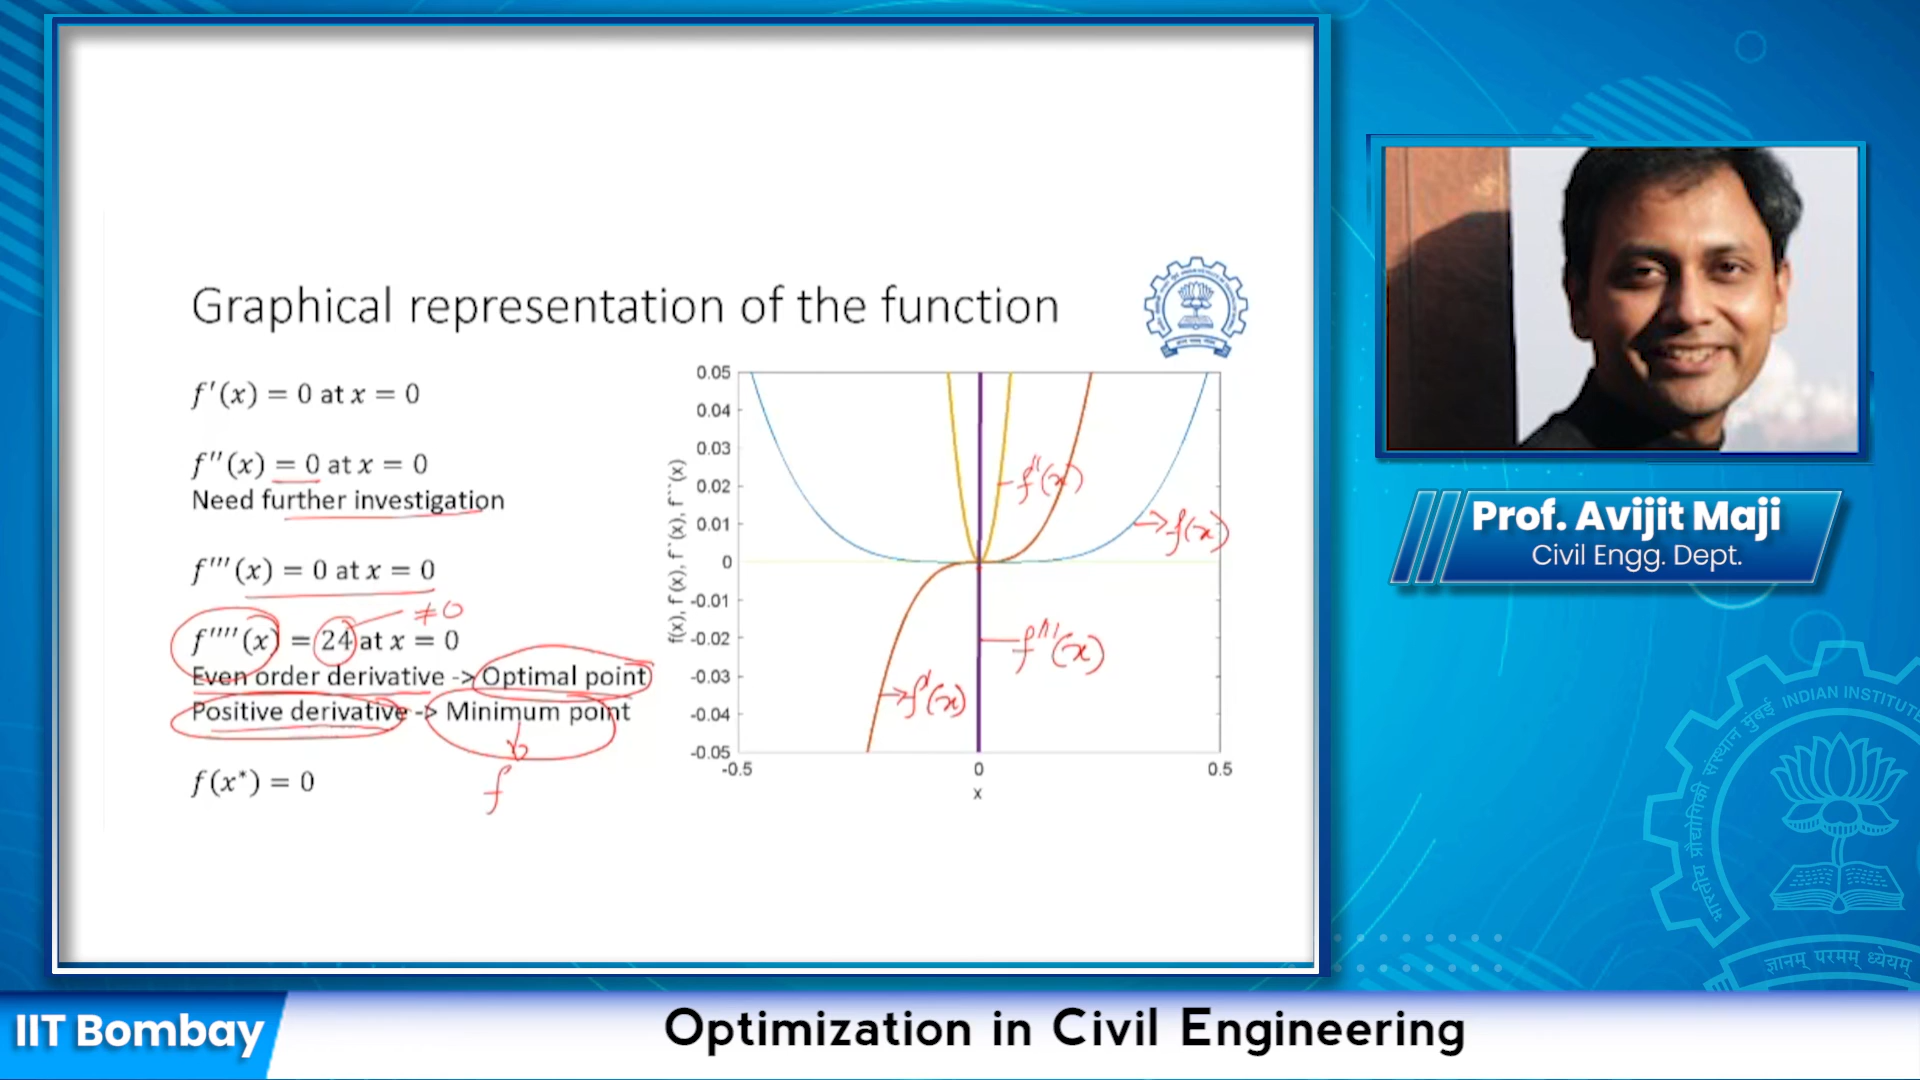 Graphical representation of the function
f′(x) = 0 at x = 0
f′′(x) = 0 at x = 0
Need further investigation
f′′′(x) = 0 at x = 0
≠0
f′′′′(x) = 24 at x = 0
Even order derivative -> Optimal point
Positive derivative -> Minimum point
f
f(x*) = 0
0.05
0.04
0.03
0.02
0.01
0
-0.01
-0.02
-0.03
-0.04
-0.05
-0.5 0 0.5
x
f(x), f`(x), f``(x), f```(x)
f''(x)
f(x)
f'''(x)
f'(x)
Prof. Avijit Maji
Civil Engg. Dept.
मुंबई INDIAN INSTITUTE
भारतीय प्रौद्योगिकी संस्थान
ज्ञानम् परमम् ध्येयम्
IIT Bombay
Optimization in Civil Engineering